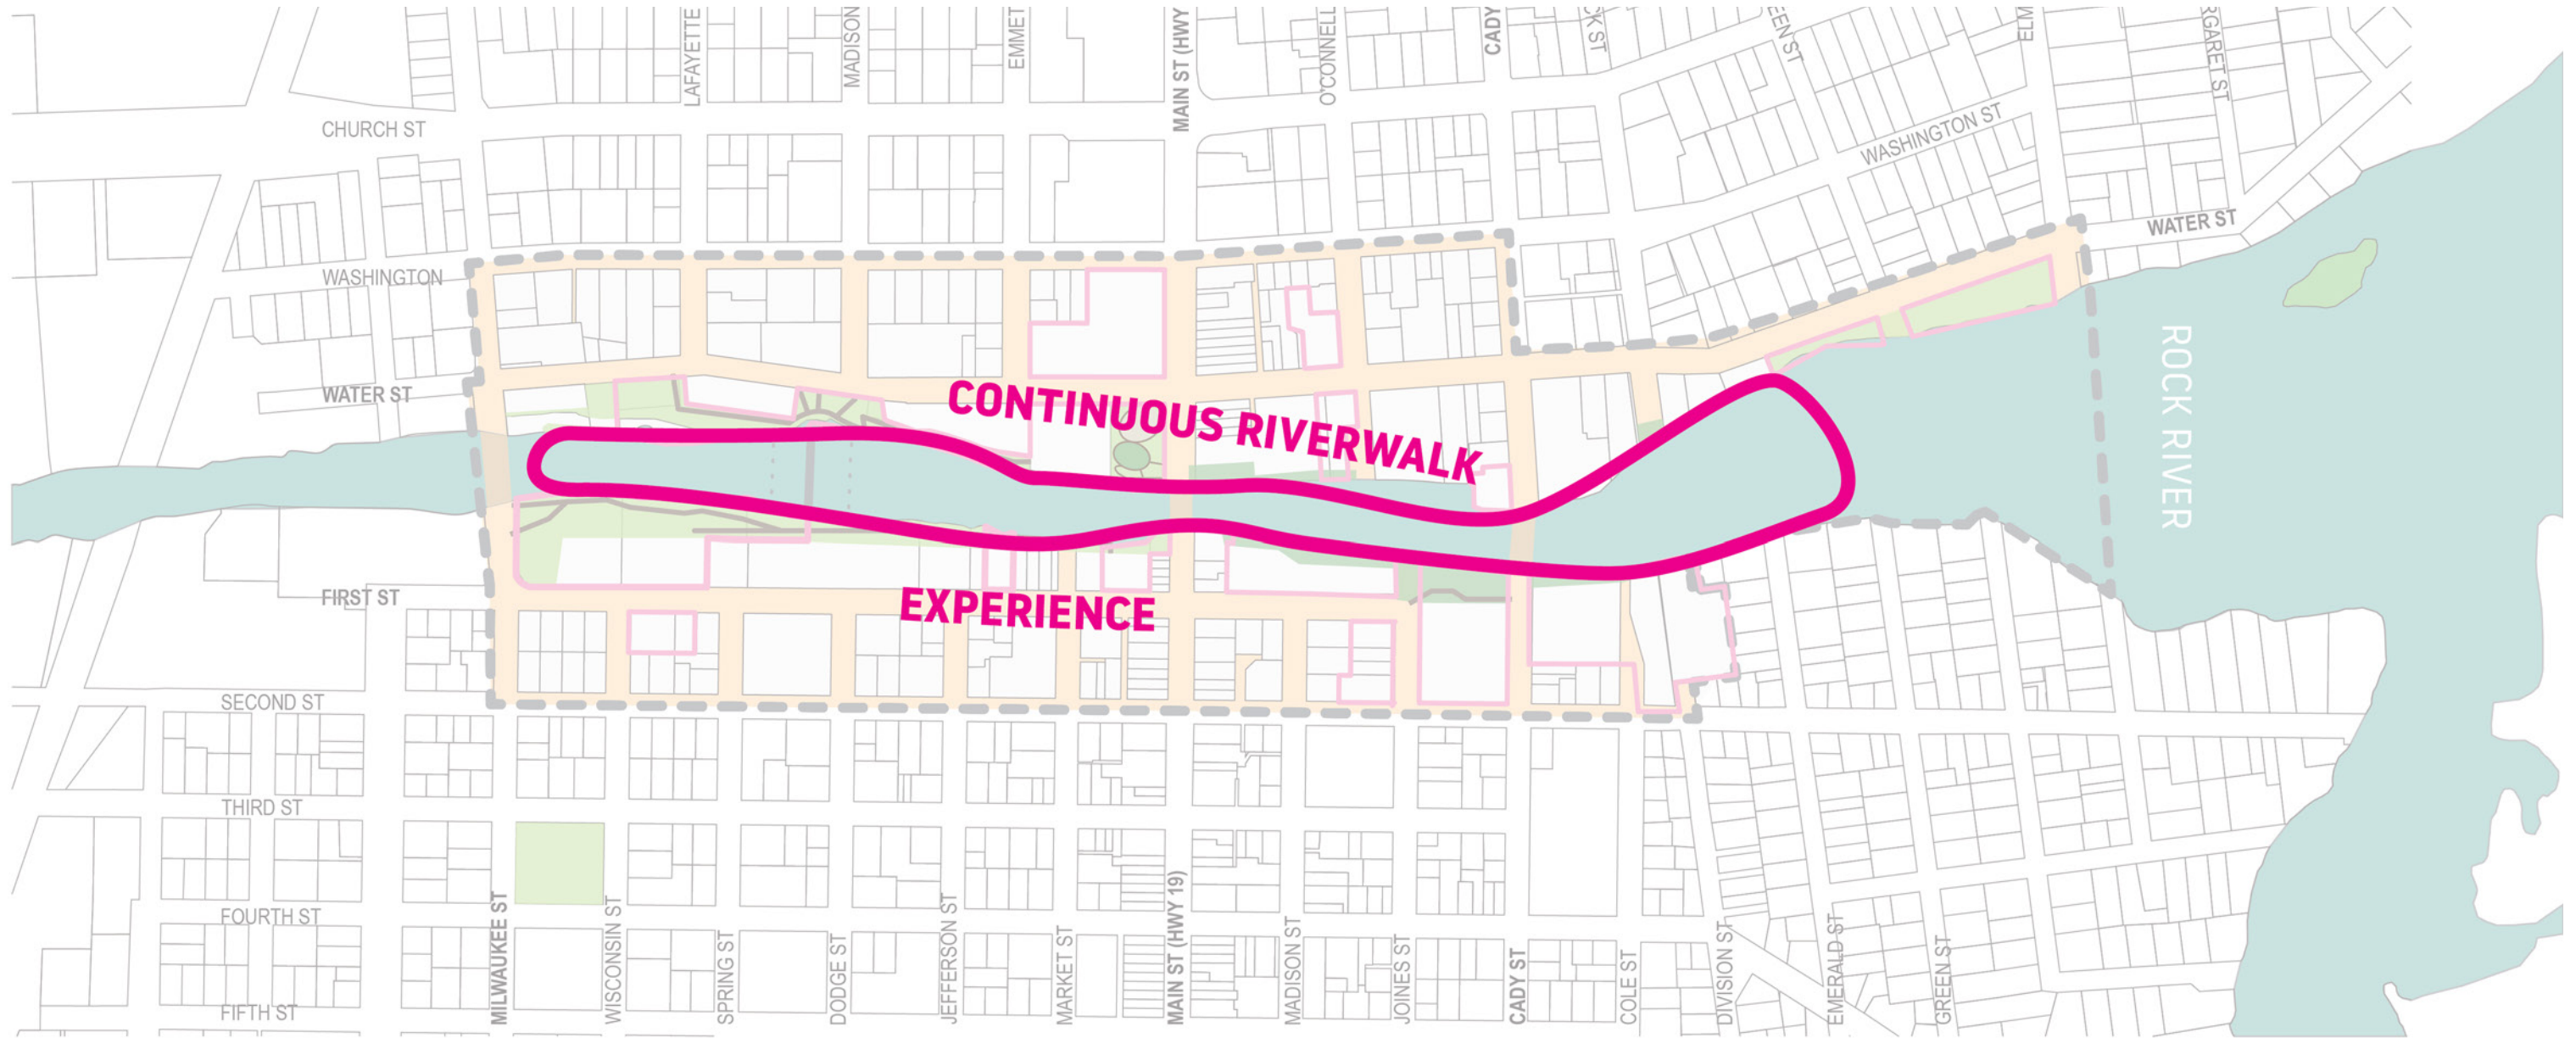 LAFAYETTE
MADISON
EMMET
MAIN ST (HWY
O'CONNELL
CADY
CK ST
EEN ST
ELM
RGARET ST
CHURCH ST
WASHINGTON ST
WATER ST
WASHINGTON
WATER ST
CONTINUOUS RIVERWALK
ROCK RIVER
FIRST ST
EXPERIENCE
SECOND ST
THIRD ST
FOURTH ST
FIFTH ST
MILWAUKEE ST
WISCONSIN ST
SPRING ST
DODGE ST
JEFFERSON ST
MARKET ST
MAIN ST (HWY 19)
MADISON ST
JOINES ST
CADY ST
COLE ST
DIVISION ST
EMERALD ST
GREEN ST